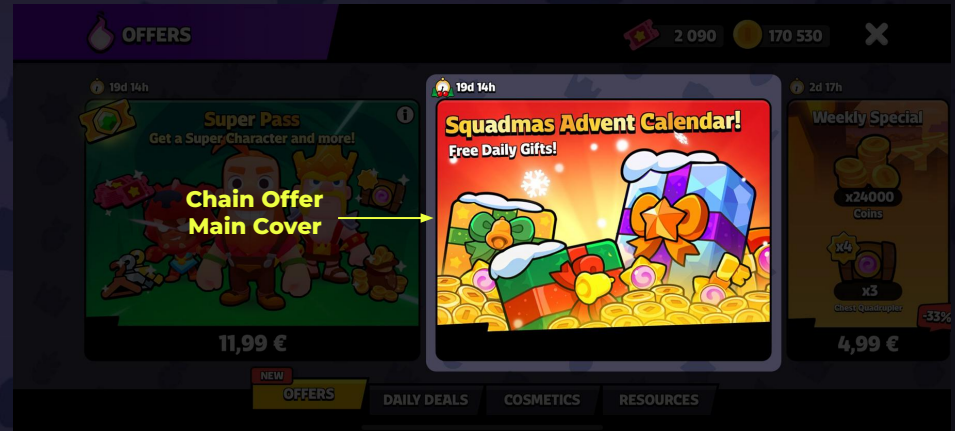 OFFERS
2 090
170 530
19d 14h
Super Pass
Get a Super Character and more!
i
11,99 €
Chain Offer
Main Cover
19d 14h
Squadmas Advent Calendar!
Free Daily Gifts!
2d 17h
Weekly Special
x24000
Coins
x4
x3
Chest Quadrupler
-33%
4,99 €
NEW
OFFERS
DAILY DEALS
COSMETICS
RESOURCES